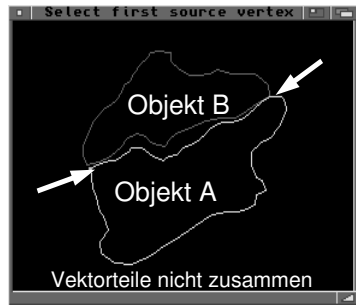 Select first source vertex
Objekt B
Objekt A
Vektorteile nicht zusammen